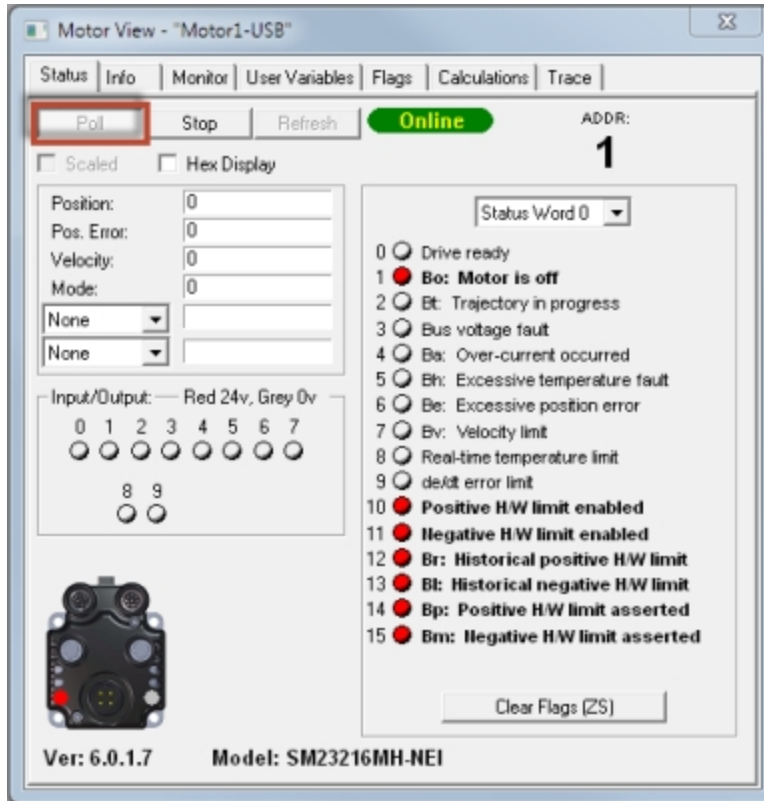 Motor View - "Motor1-USB"
Status Info Monitor User Variables Flags Calculations Trace
Poll Stop Refresh Online ADDR:
1
Scaled Hex Display
Position: 0
Pos. Error: 0
Velocity: 0
Mode: 0
None
None
Input/Output: Red 24v, Grey 0v
0 1 2 3 4 5 6 7
8 9
Status Word 0
0 Drive ready
1 Bo: Motor is off
2 Bt: Trajectory in progress
3 Bus voltage fault
4 Ba: Over-current occurred
5 Bh: Excessive temperature fault
6 Be: Excessive position error
7 Bv: Velocity limit
8 Real-time temperature limit
9 de/dt error limit
10 Positive H/W limit enabled
11 Negative H/W limit enabled
12 Br: Historical positive H/W limit
13 Bl: Historical negative H/W limit
14 Bp: Positive H/W limit asserted
15 Bm: Negative H/W limit asserted
Clear Flags (ZS)
Ver: 6.0.1.7 Model: SM23216MH-NEI